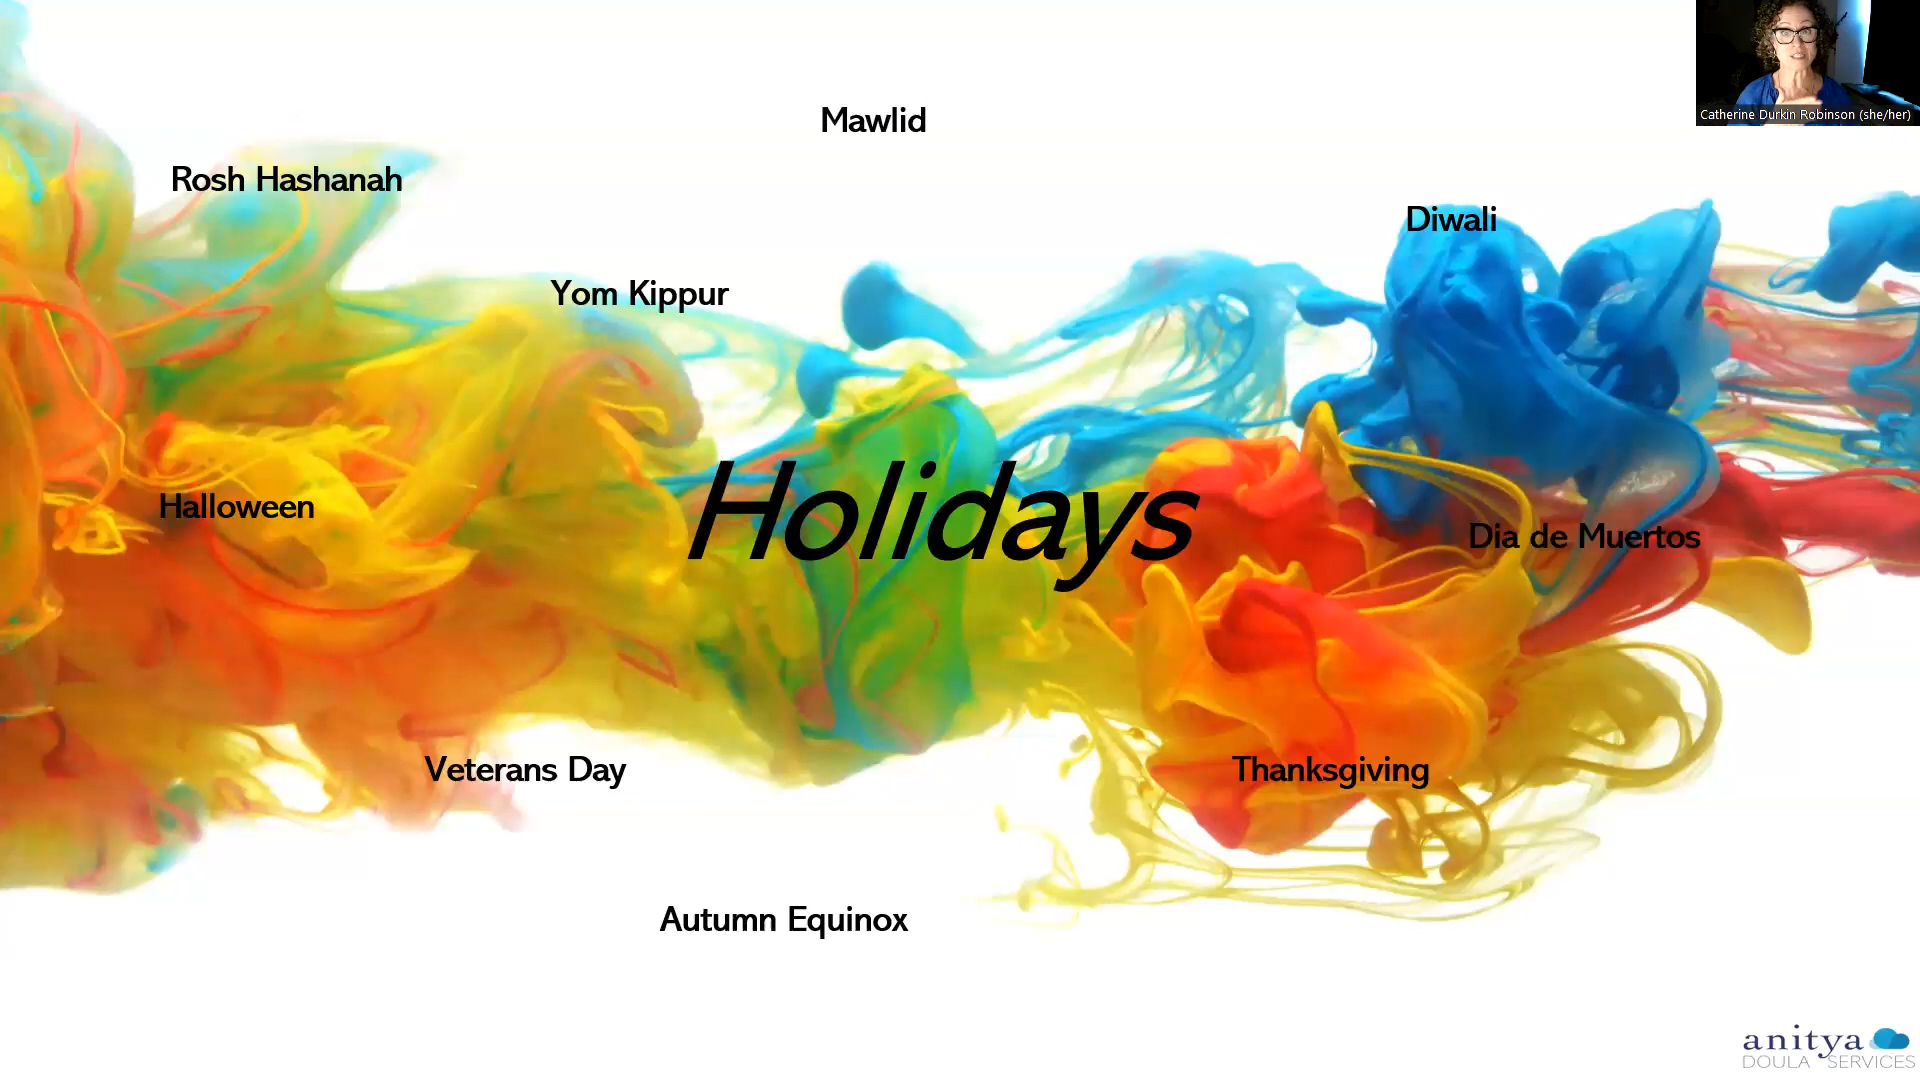 Mawlid
Catherine Durkin Robinson (she/her)
Rosh Hashanah
Diwali
Yom Kippur
Holidays
Halloween
Dia de Muertos
Veterans Day
Thanksgiving
Autumn Equinox
anitya
DOULA SERVICES